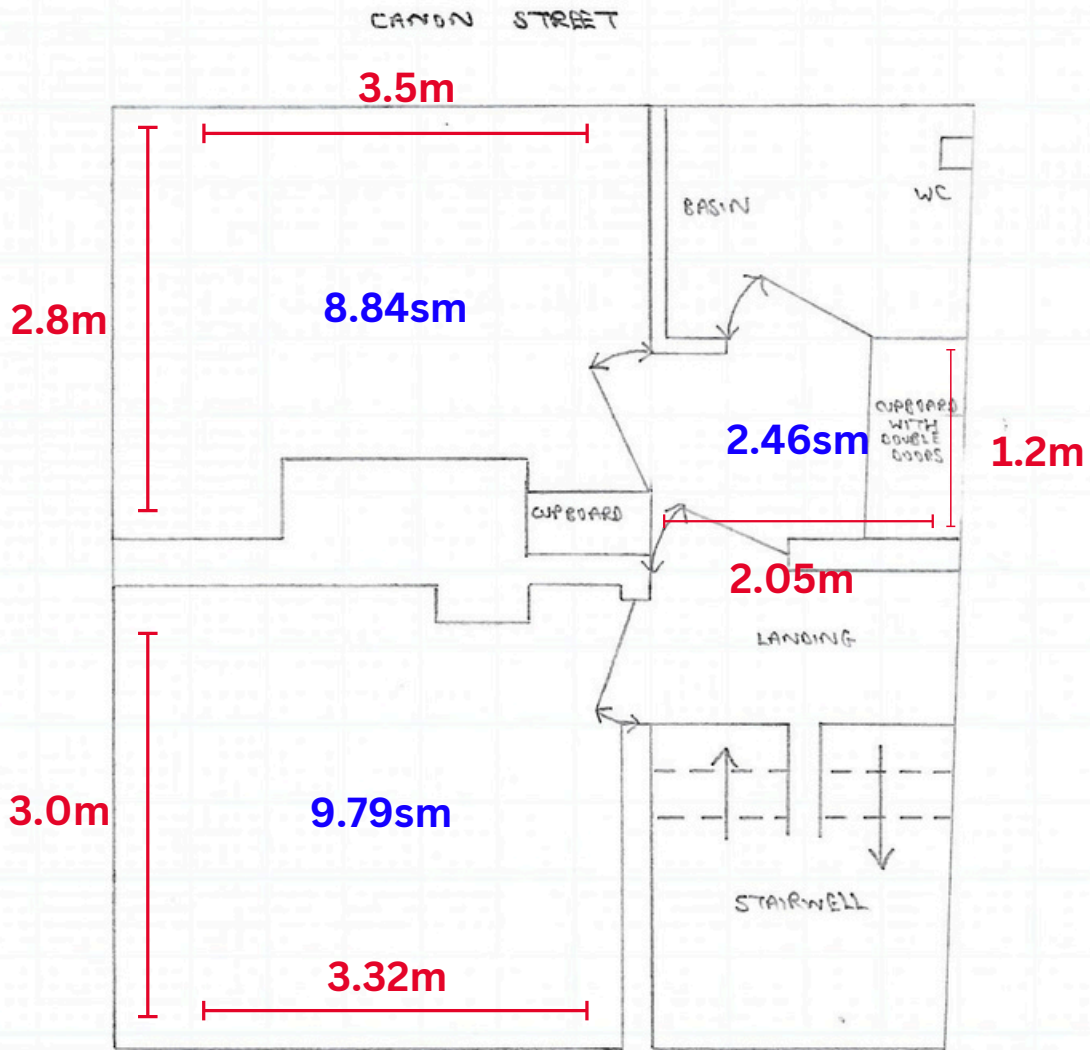 CANON STREET
3.5m
BASIN
WC
2.8m
8.84sm
CUPBOARD
WITH
DOUBLE
DOORS
2.46sm
1.2m
CUPBOARD
2.05m
LANDING
3.0m
9.79sm
STAIRWELL
3.32m